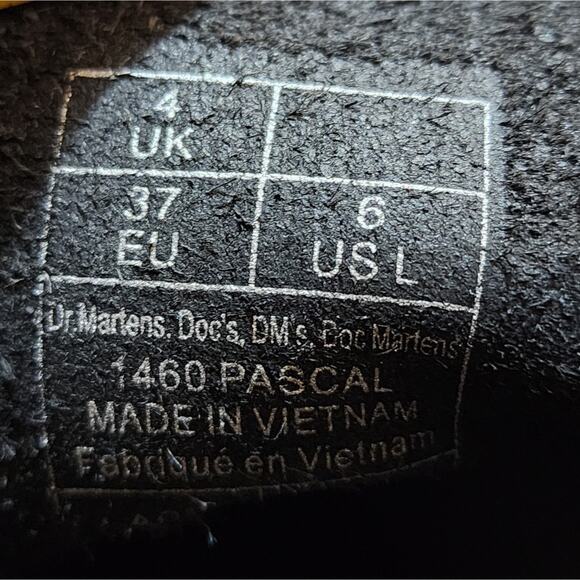 4
UK
37
EU
6
US L
Dr.Martens. Doc's, DM's. Doc Martens
1460 PASCAL
MADE IN VIETNAM
Fabriqué en Vietnam